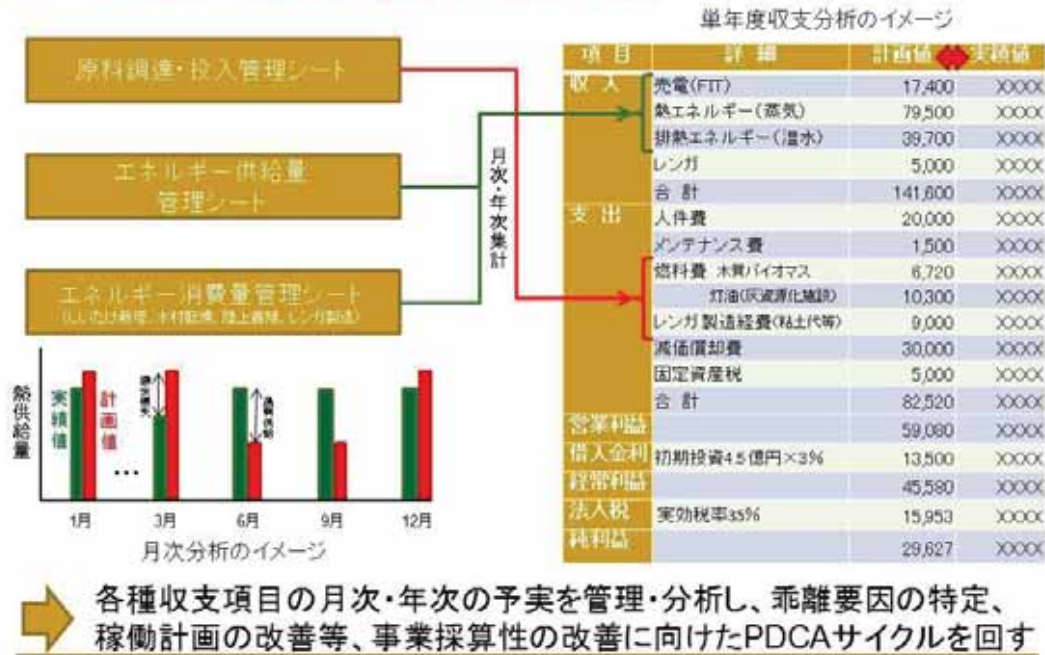 単年度収支分析のイメージ
原料調達・投入管理シート
エネルギー供給量
管理シート
エネルギー消費量管理シート
月次・年次集計
項目 詳細 計画値 実績値
収入 売電(FIT) 17,400 XXXX
熱エネルギー(蒸気) 79,500 XXXX
排熱エネルギー(温水) 39,700 XXXX
レンガ 5,000 XXXX
合計 141,600 XXXX
支出 人件費 20,000 XXXX
メンテナンス費 1,500 XXXX
燃料費 木質バイオマス 6,720 XXXX
灯油(灰資源化施設) 10,300 XXXX
レンガ製造経費(粘土代等) 9,000 XXXX
減価償却費 30,000 XXXX
固定資産税 5,000 XXXX
合計 82,520 XXXX
営業利益 59,080 XXXX
借入金利 初期投資4.5億円×3% 13,500 XXXX
経常利益 45,580 XXXX
法人税 実効税率35% 15,953 XXXX
純利益 29,627 XXXX
熱供給量
実績値
計画値
…
1月 3月 6月 9月 12月
月次分析のイメージ
各種収支項目の月次・年次の予実を管理・分析し、乖離要因の特定、
稼働計画の改善等、事業採算性の改善に向けたPDCAサイクルを回す